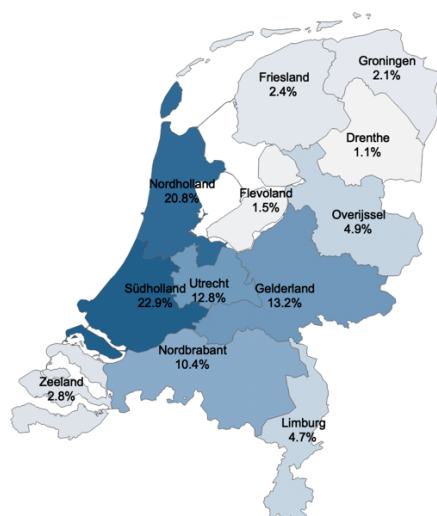 Groningen
2.1%
Friesland
2.4%
Drenthe
1.1%
Nordholland
20.8%
Flevoland
1.5%
Overijssel
4.9%
Südholland
22.9%
Utrecht
12.8%
Gelderland
13.2%
Nordbrabant
10.4%
Zeeland
2.8%
Limburg
4.7%